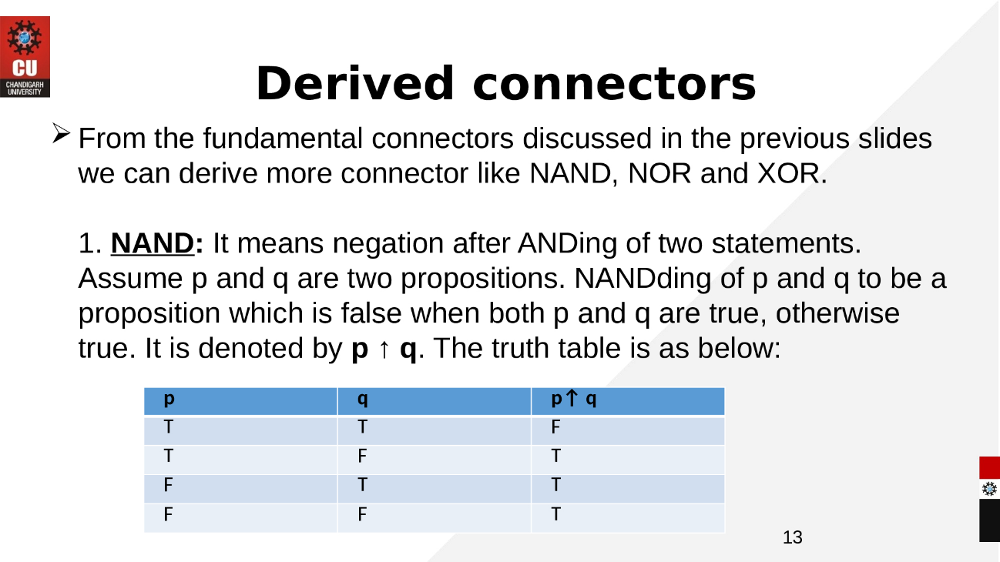 CU
CHANDIGARH
UNIVERSITY
Derived connectors
➢ From the fundamental connectors discussed in the previous slides
we can derive more connector like NAND, NOR and XOR.
1. NAND: It means negation after ANDing of two statements.
Assume p and q are two propositions. NANDding of p and q to be a
proposition which is false when both p and q are true, otherwise
true. It is denoted by p ↑ q. The truth table is as below:
p q p↑ q
T T F
T F T
F T T
F F T
13